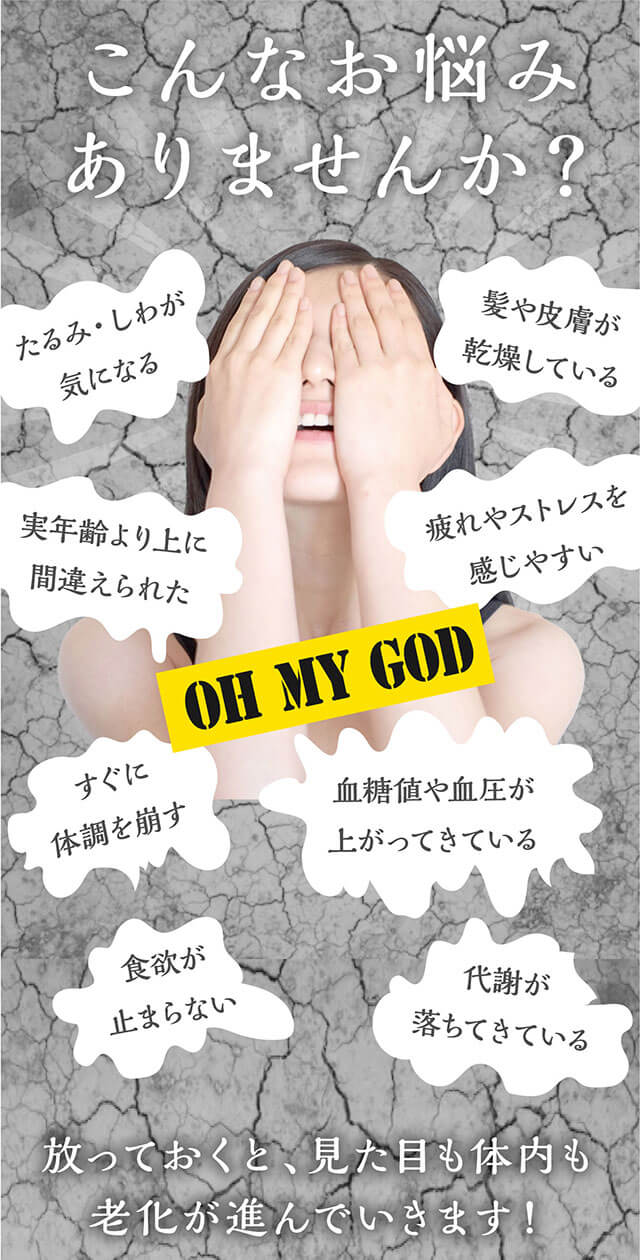 こんなお悩み
ありませんか？
たるみ・しわが
気になる
髪や皮膚が
乾燥している
実年齢より上に
間違えられた
疲れやストレスを
感じやすい
OH MY GOD
すぐに
体調を崩す
血糖値や血圧が
上がってきている
食欲が
止まらない
代謝が
落ちてきている
放っておくと、見た目も体内も
老化が進んでいきます！